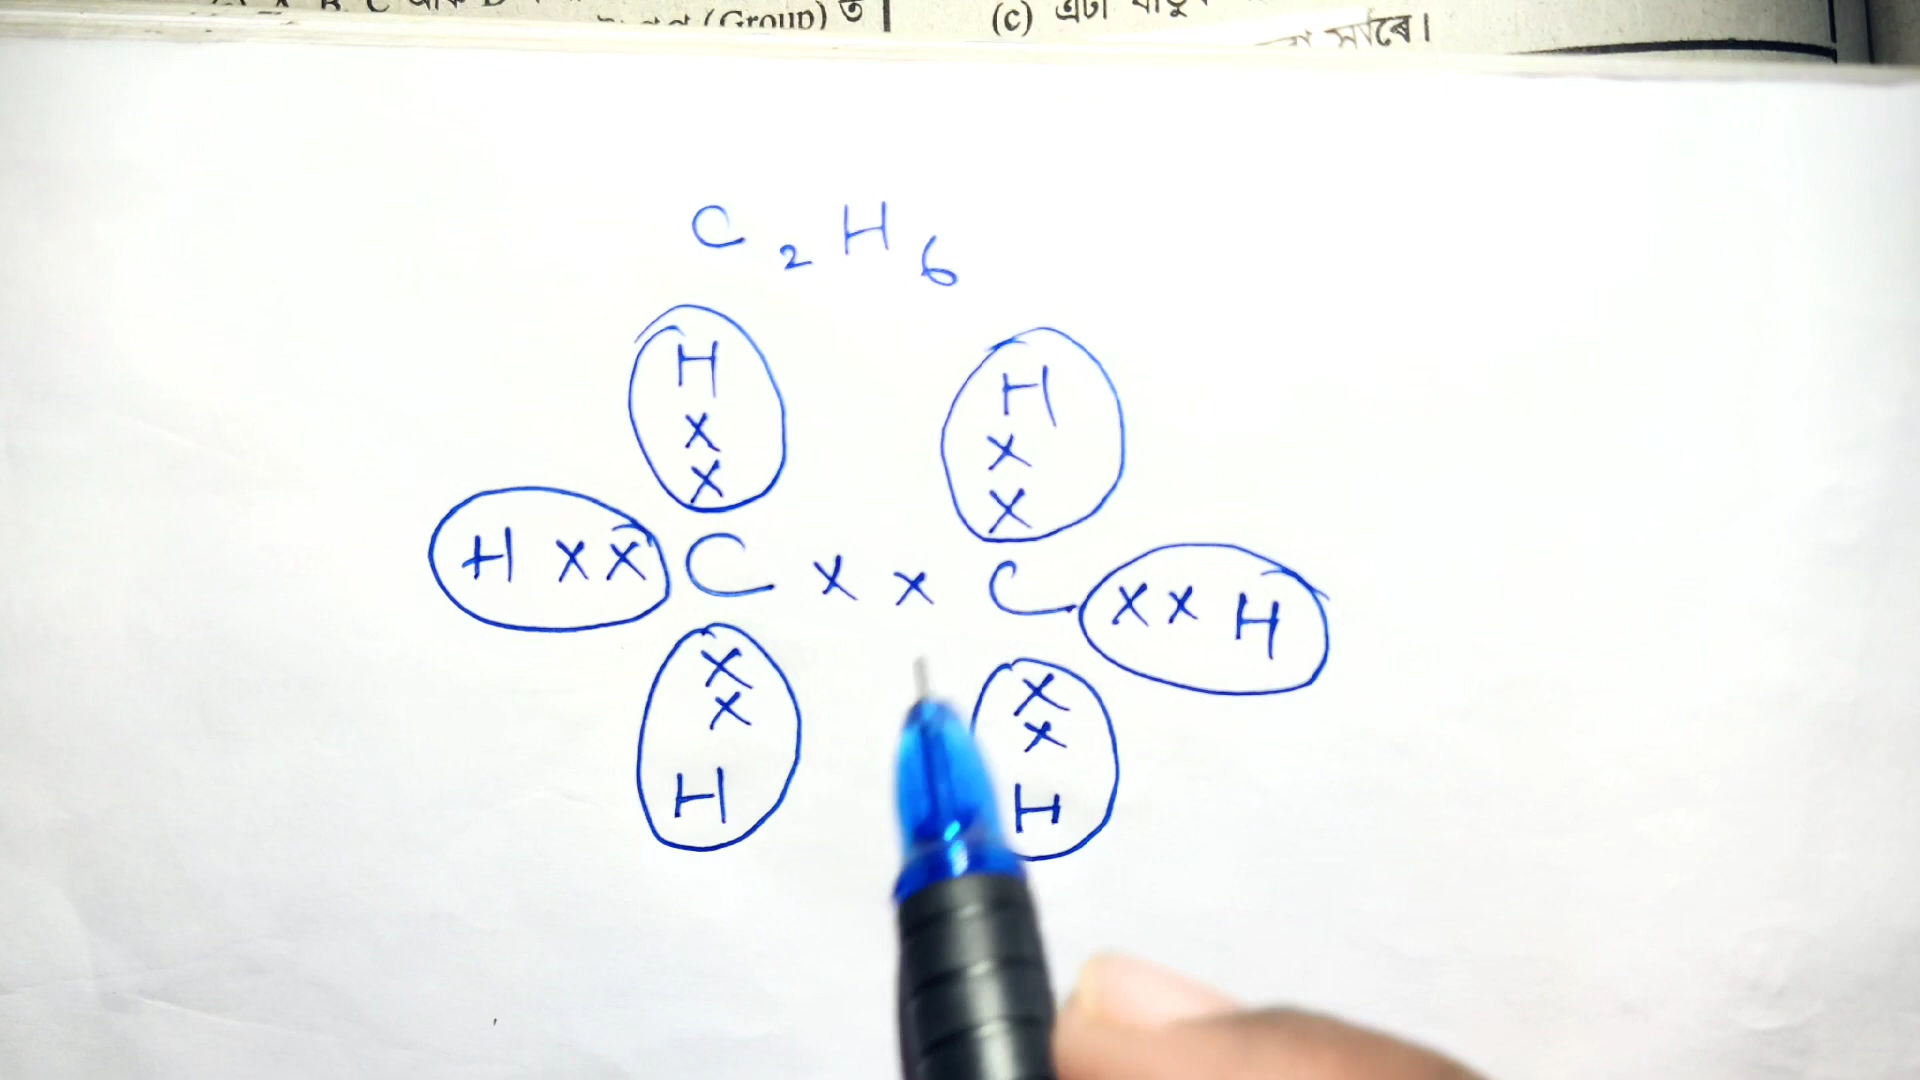 (Group) ত
(c) এটা
C₂H₆
H H
x x
x x
H x x C x x C x x H
x x
x x
H H